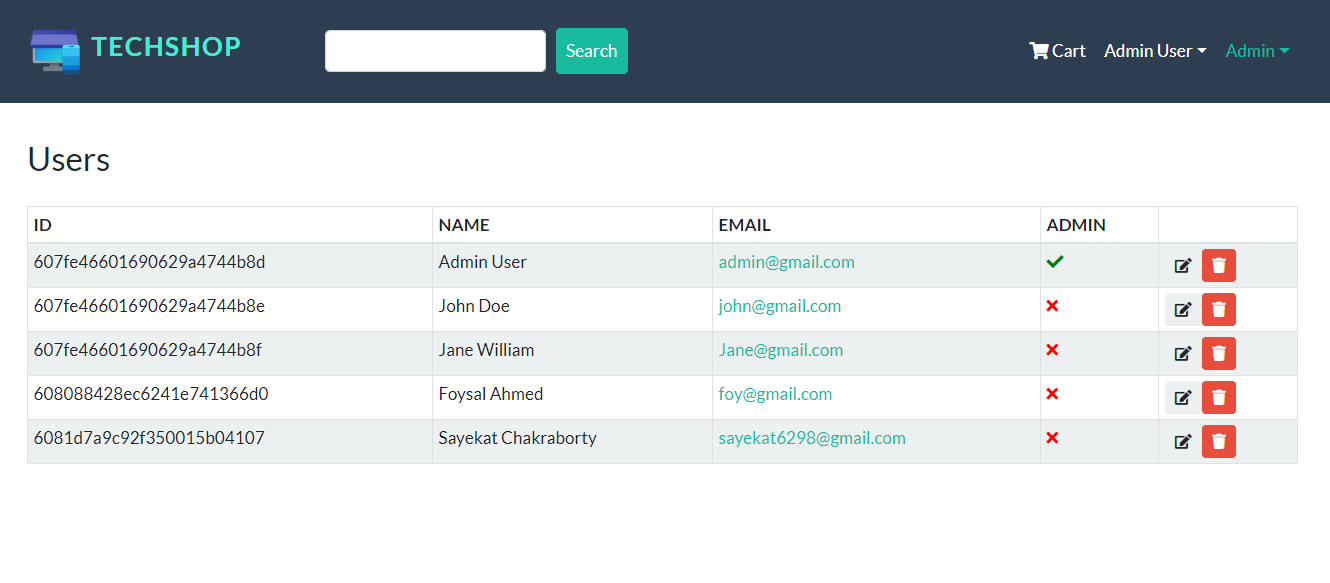 TECHSHOP Search Cart Admin User Admin
Users
ID NAME EMAIL ADMIN
607fe46601690629a4744b8d Admin User admin@gmail.com
607fe46601690629a4744b8e John Doe john@gmail.com
607fe46601690629a4744b8f Jane William Jane@gmail.com
608088428ec6241e741366d0 Foysal Ahmed foy@gmail.com
6081d7a9c92f350015b04107 Sayekat Chakraborty sayekat6298@gmail.com